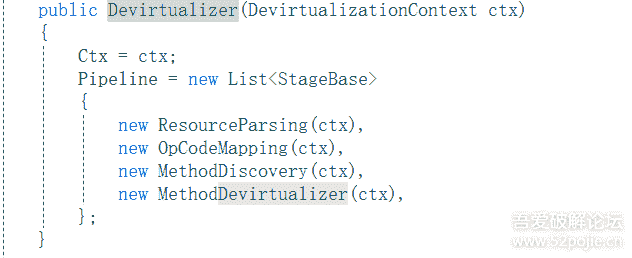 public Devirtualizer(DevirtualizationContext ctx)
{
    Ctx = ctx;
    Pipeline = new List<StageBase>
    {
        new ResourceParsing(ctx),
        new OpCodeMapping(ctx),
        new MethodDiscovery(ctx),
        new MethodDevirtualizer(ctx),
    };
}
吾爱破解论坛
www.52pojie.cn